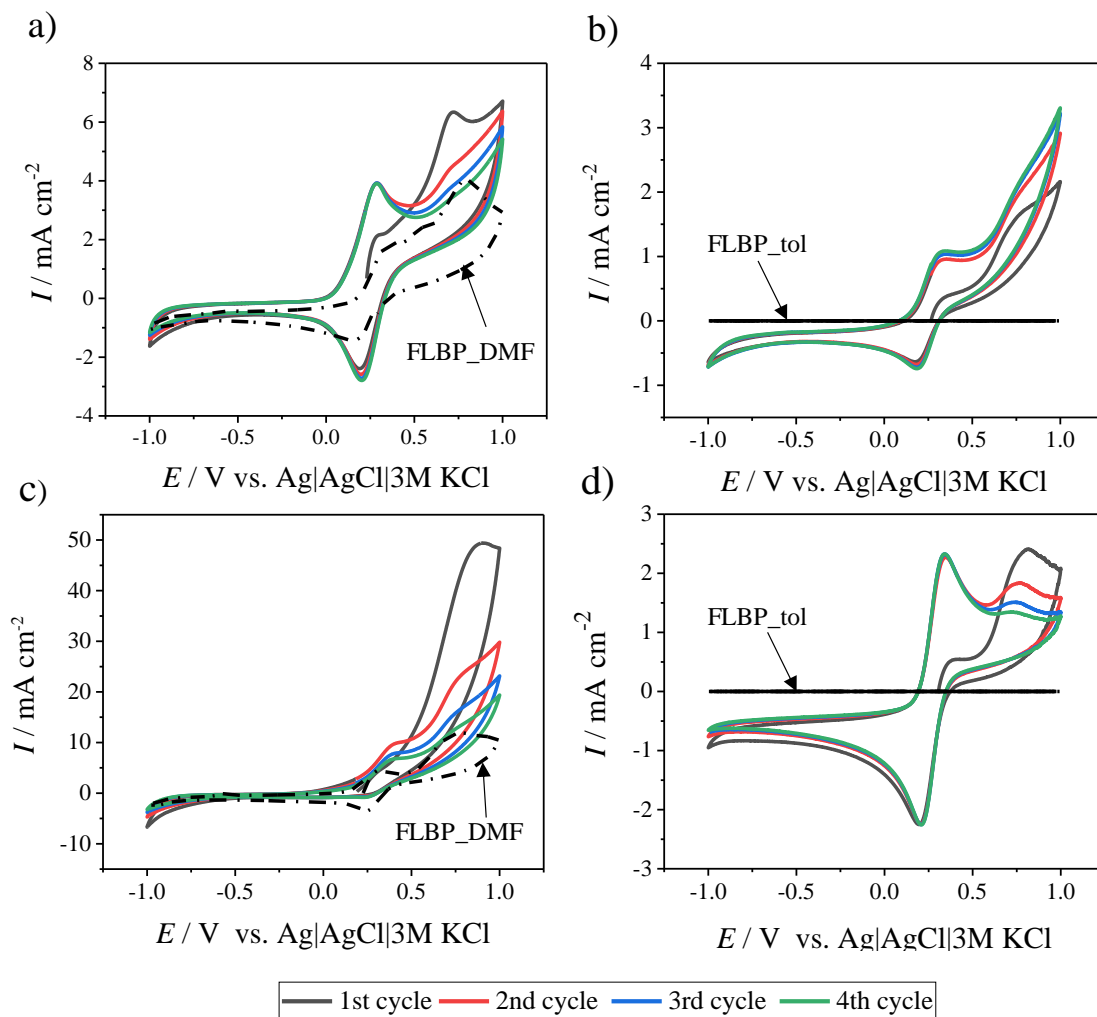 a)
8
6
4
2
0
-2
-4
I / mA cm-2
-1.0 -0.5 0.0 0.5 1.0
E / V vs. Ag|AgCl|3M KCl
FLBP_DMF
b)
4
3
2
1
0
-1
I / mA cm-2
-1.0 -0.5 0.0 0.5 1.0
E / V vs. Ag|AgCl|3M KCl
FLBP_tol
c)
50
40
30
20
10
0
-10
I / mA cm-2
-1.0 -0.5 0.0 0.5 1.0
E / V vs. Ag|AgCl|3M KCl
FLBP_DMF
d)
3
2
1
0
-1
-2
-3
I / mA cm-2
-1.0 -0.5 0.0 0.5 1.0
E / V vs. Ag|AgCl|3M KCl
FLBP_tol
1st cycle 2nd cycle 3rd cycle 4th cycle